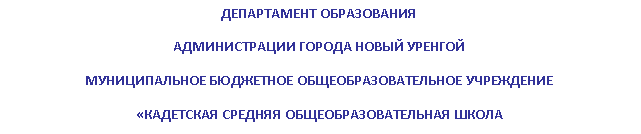 ДЕПАРТАМЕНТ ОБРАЗОВАНИЯ
АДМИНИСТРАЦИИ ГОРОДА НОВЫЙ УРЕНГОЙ
МУНИЦИПАЛЬНОЕ БЮДЖЕТНОЕ ОБЩЕОБРАЗОВАТЕЛЬНОЕ УЧРЕЖДЕНИЕ
«КАДЕТСКАЯ СРЕДНЯЯ ОБЩЕОБРАЗОВАТЕЛЬНАЯ ШКОЛА